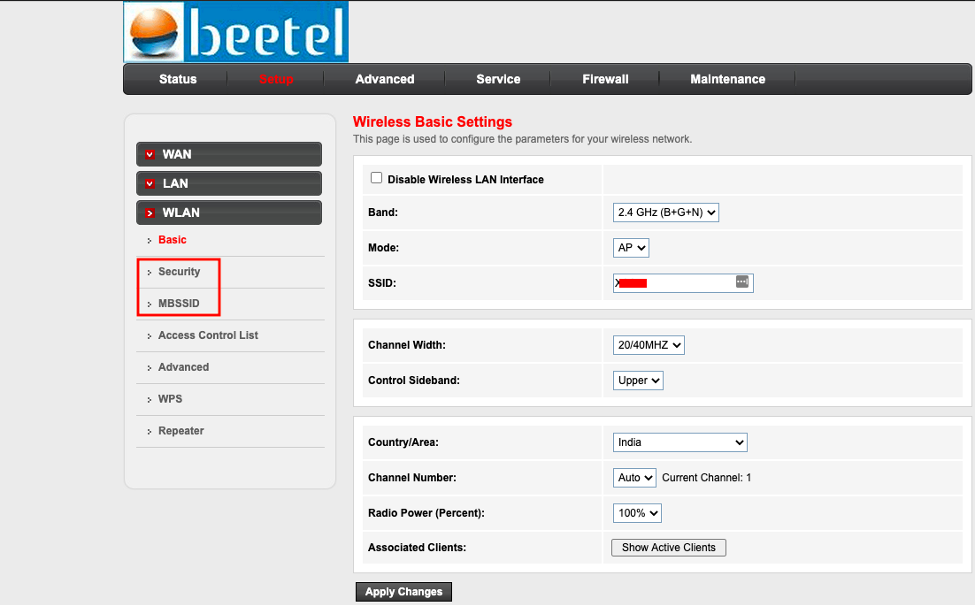 beetel
Status Setup Advanced Service Firewall Maintenance
WAN
LAN
WLAN
Basic
Security
MBSSID
Access Control List
Advanced
WPS
Repeater
Wireless Basic Settings
This page is used to configure the parameters for your wireless network.
Disable Wireless LAN Interface
Band: 2.4 GHz (B+G+N)
Mode: AP
SSID: X
Channel Width: 20/40MHZ
Control Sideband: Upper
Country/Area: India
Channel Number: Auto Current Channel: 1
Radio Power (Percent): 100%
Associated Clients: Show Active Clients
Apply Changes